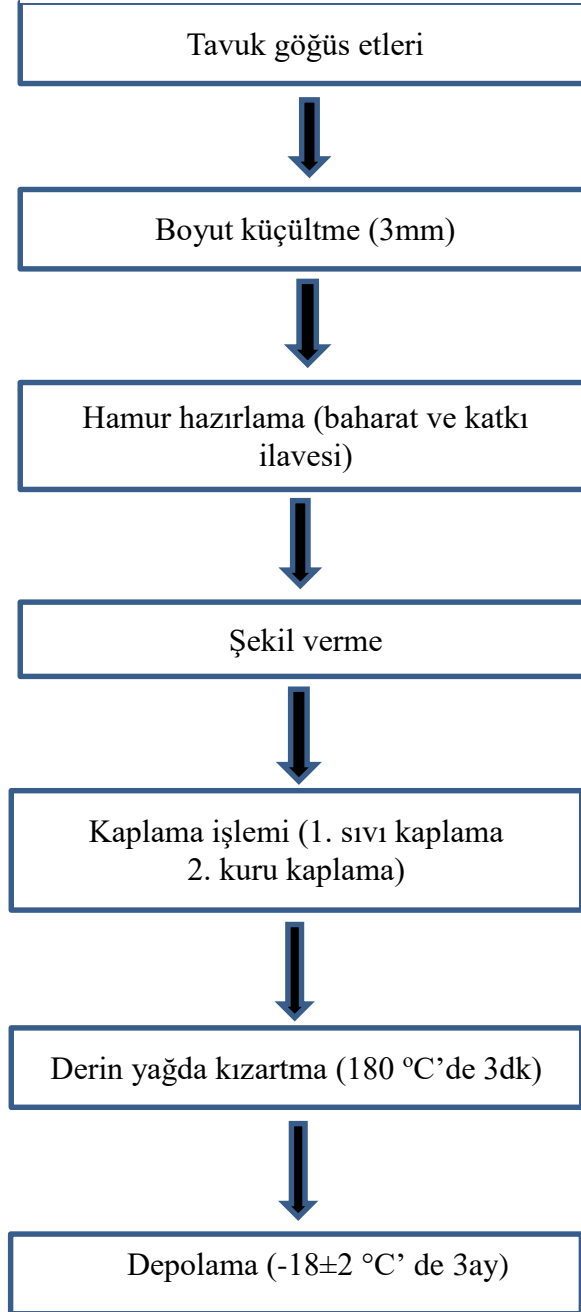 Tavuk göğüs etleri
Boyut küçültme (3mm)
Hamur hazırlama (baharat ve katkı
ilavesi)
Şekil verme
Kaplama işlemi (1. sıvı kaplama
2. kuru kaplama)
Derin yağda kızartma (180 ºC’de 3dk)
Depolama (-18±2 °C’ de 3ay)